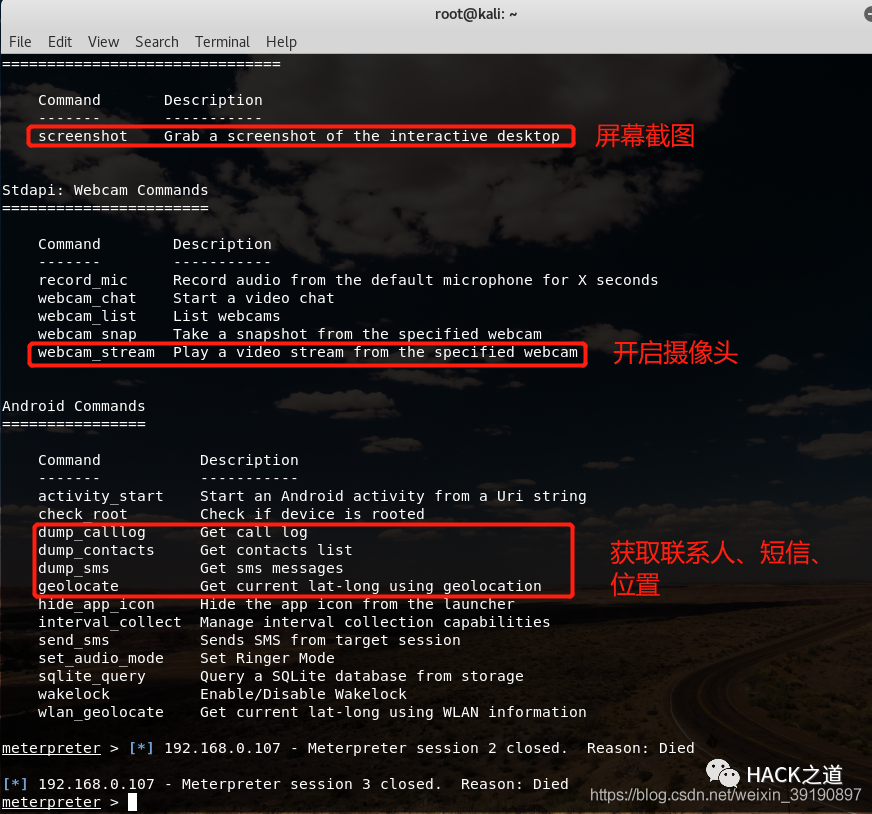 root@kali: ~
File Edit View Search Terminal Help
===============================
Command Description
------- -----------
screenshot Grab a screenshot of the interactive desktop
屏幕截图
Stdapi: Webcam Commands
=======================
Command Description
------- -----------
record_mic Record audio from the default microphone for X seconds
webcam_chat Start a video chat
webcam_list List webcams
webcam_snap Take a snapshot from the specified webcam
webcam_stream Play a video stream from the specified webcam
开启摄像头
Android Commands
================
Command Description
------- -----------
activity_start Start an Android activity from a Uri string
check_root Check if device is rooted
dump_calllog Get call log
dump_contacts Get contacts list
dump_sms Get sms messages
geolocate Get current lat-long using geolocation
获取联系人、短信、
位置
hide_app_icon Hide the app icon from the launcher
interval_collect Manage interval collection capabilities
send_sms Sends SMS from target session
set_audio_mode Set Ringer Mode
sqlite_query Query a SQLite database from storage
wakelock Enable/Disable Wakelock
wlan_geolocate Get current lat-long using WLAN information
meterpreter > [*] 192.168.0.107 - Meterpreter session 2 closed. Reason: Died
[*] 192.168.0.107 - Meterpreter session 3 closed. Reason: Died
meterpreter >
HACK之道
https://blog.csdn.net/weixin_39190897